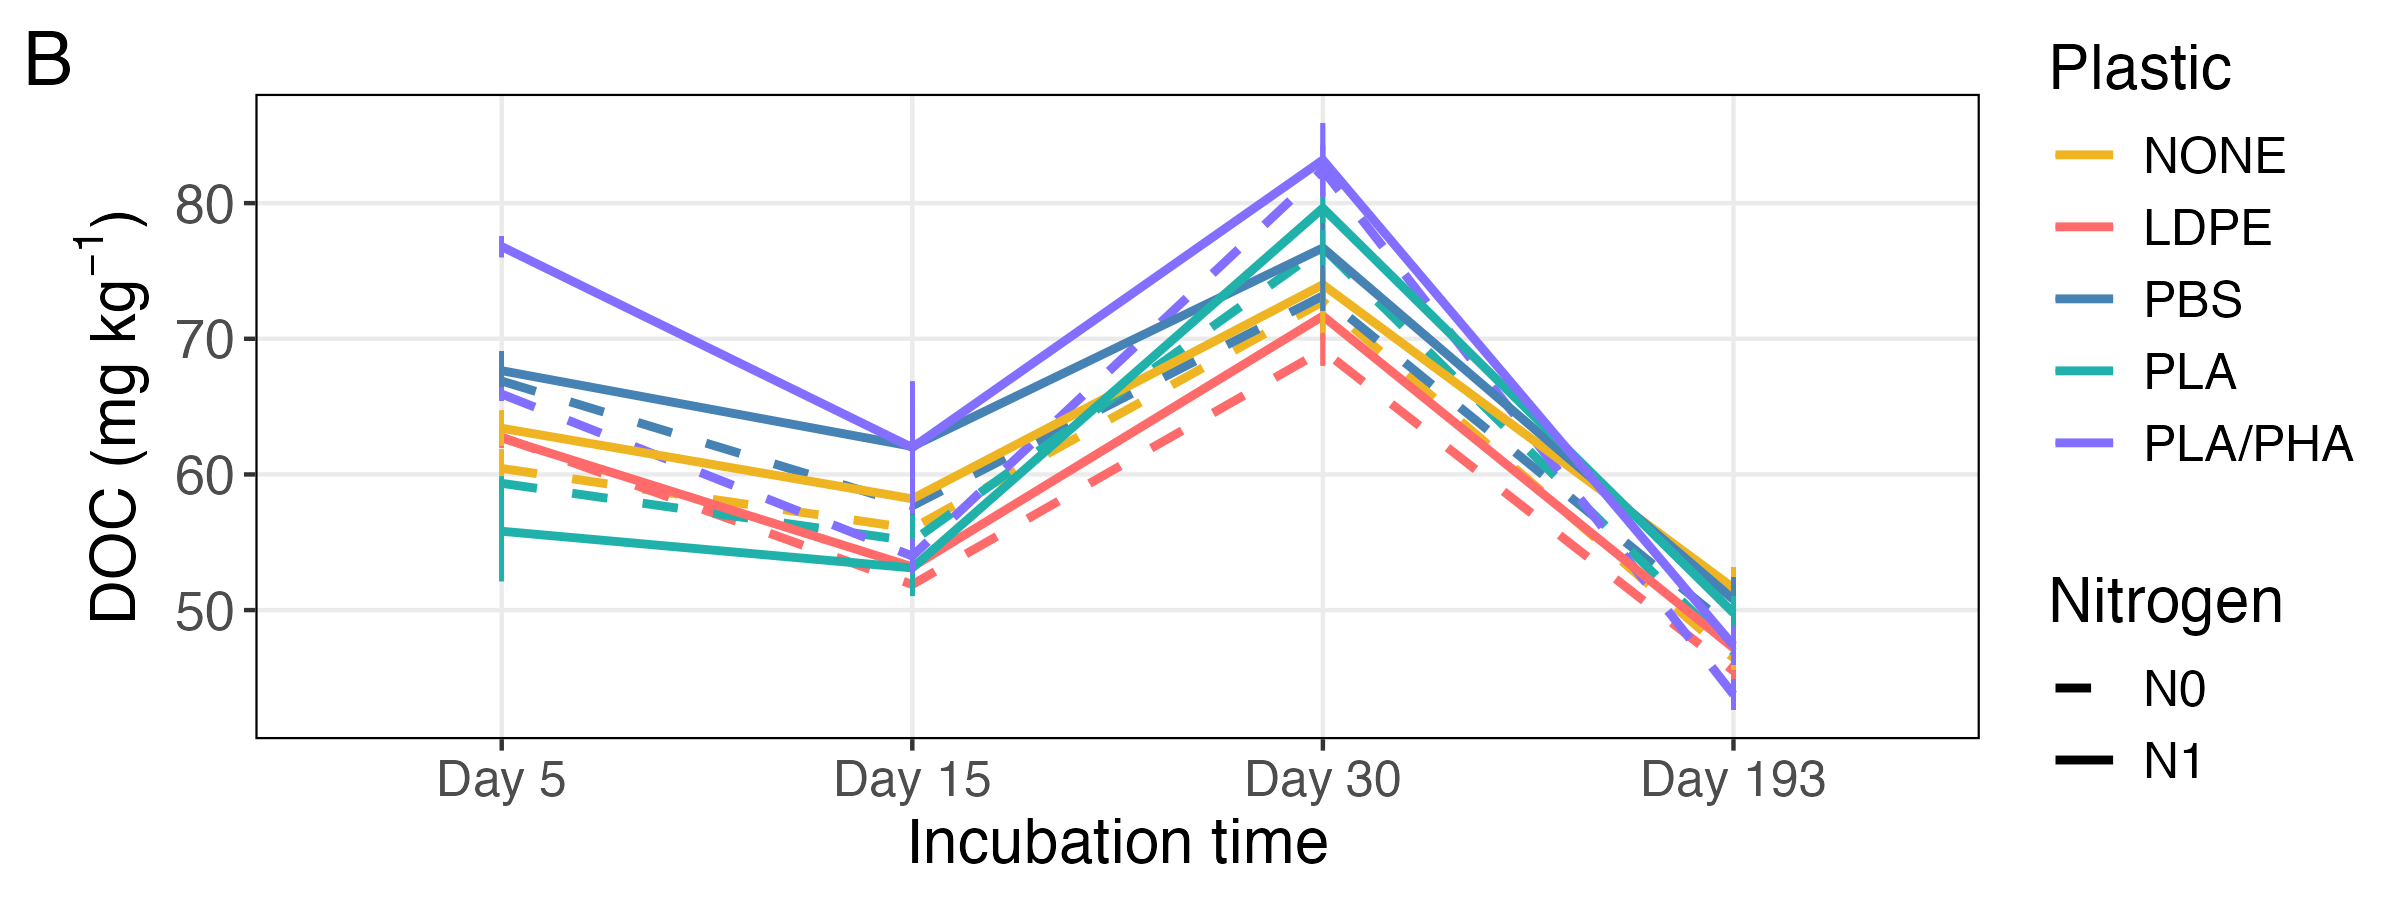 B
DOC (mg kg⁻¹)
80
70
60
50
Day 5
Day 15
Day 30
Day 193
Incubation time
Plastic
NONE
LDPE
PBS
PLA
PLA/PHA
Nitrogen
N0
N1